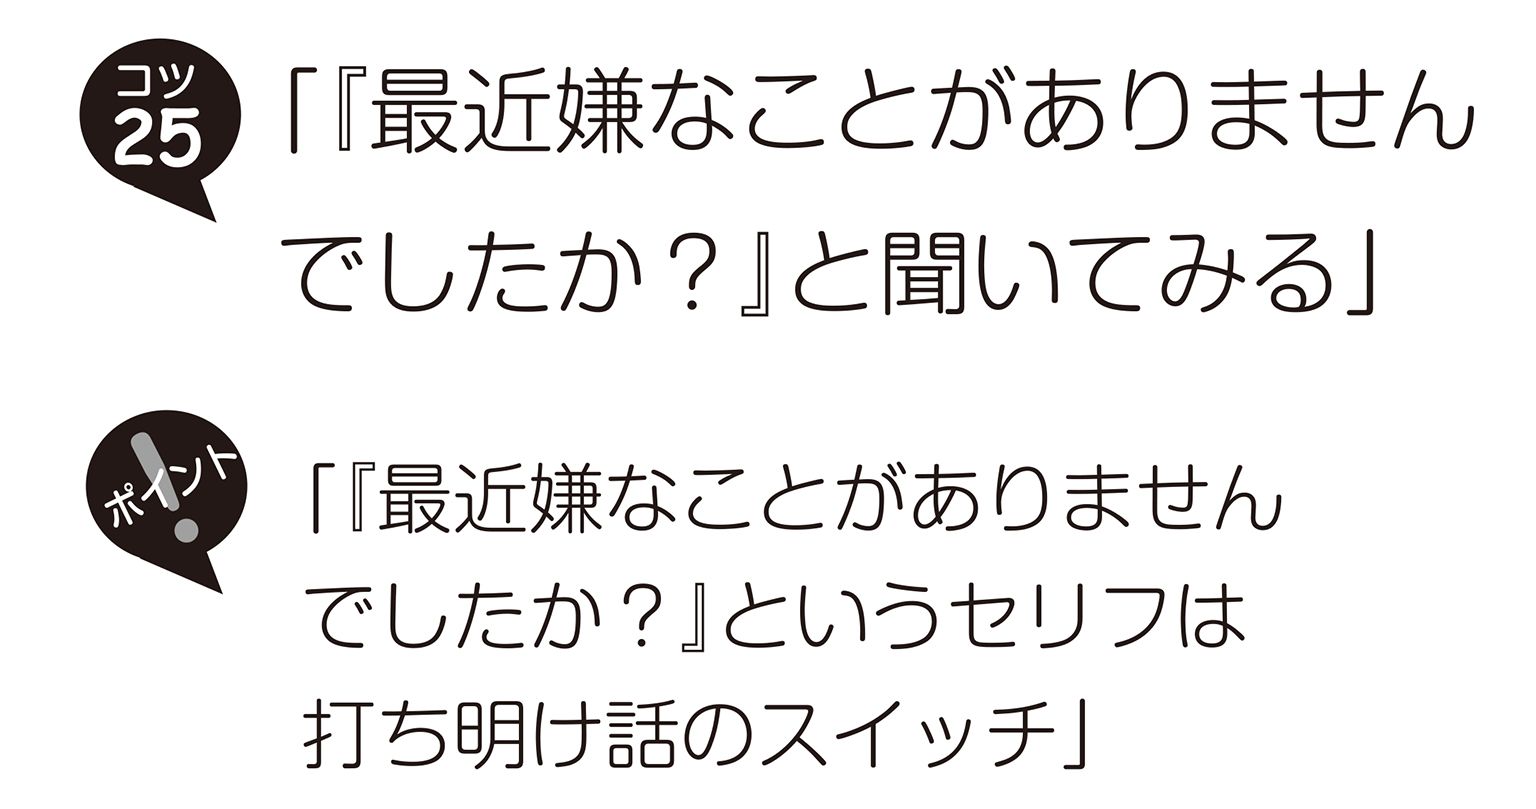 コツ
25
「『最近嫌なことがありません
でしたか？』と聞いてみる」
ポイント
「『最近嫌なことがありません
でしたか？』というセリフは
打ち明け話のスイッチ」